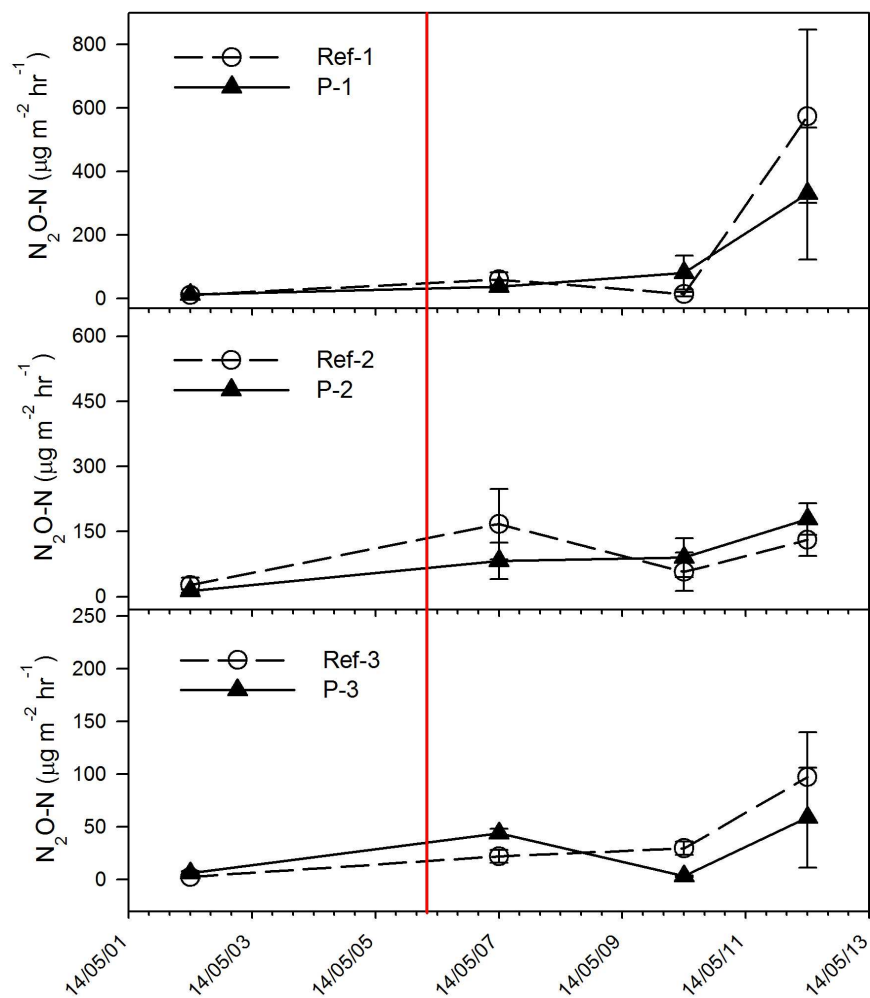 800
600
400
200
0
N₂O-N (µg m⁻² hr⁻¹)
Ref-1
P-1
600
450
300
150
0
N₂O-N (µg m⁻² hr⁻¹)
Ref-2
P-2
250
200
150
100
50
0
N₂O-N (µg m⁻² hr⁻¹)
Ref-3
P-3
14/05/01
14/05/03
14/05/05
14/05/07
14/05/09
14/05/11
14/05/13